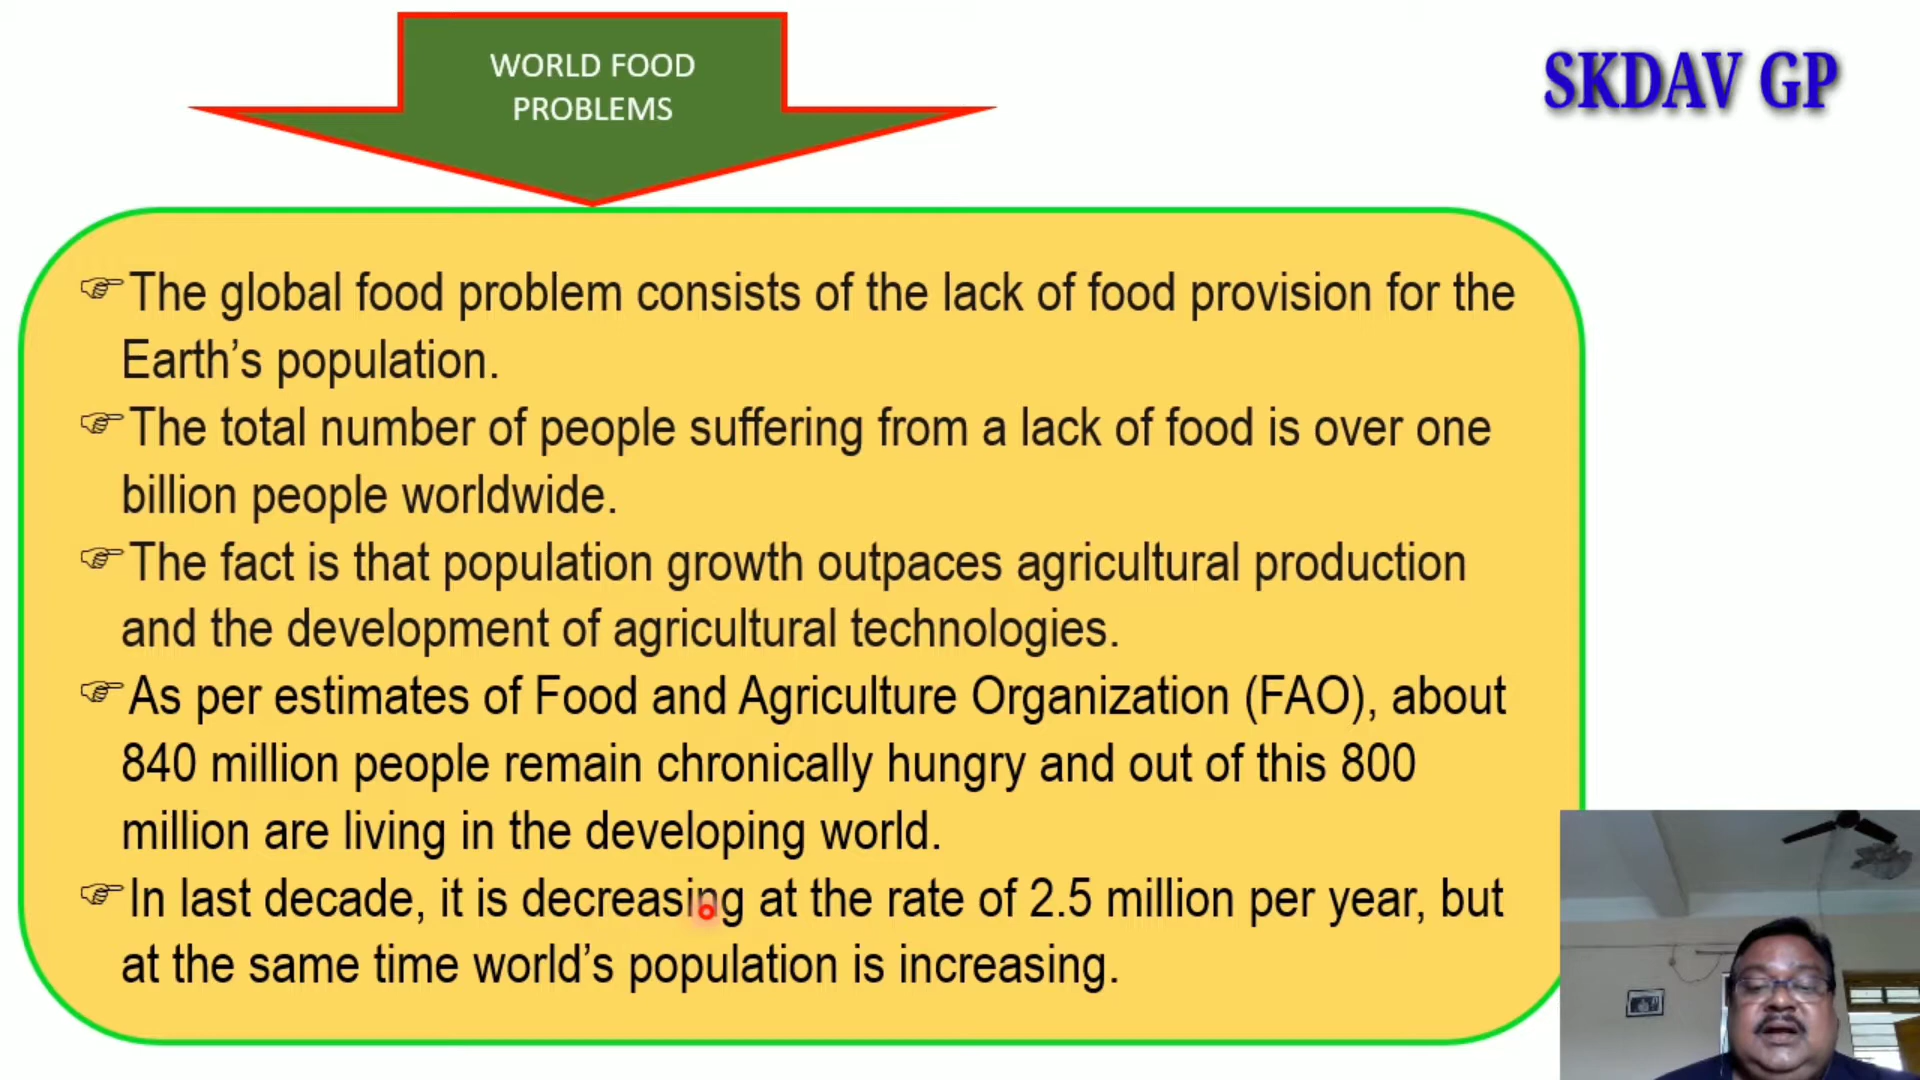 WORLD FOOD
PROBLEMS
SKDAV GP
☞The global food problem consists of the lack of food provision for the
Earth’s population.
☞The total number of people suffering from a lack of food is over one
billion people worldwide.
☞The fact is that population growth outpaces agricultural production
and the development of agricultural technologies.
☞As per estimates of Food and Agriculture Organization (FAO), about
840 million people remain chronically hungry and out of this 800
million are living in the developing world.
☞In last decade, it is decreasing at the rate of 2.5 million per year, but
at the same time world’s population is increasing.